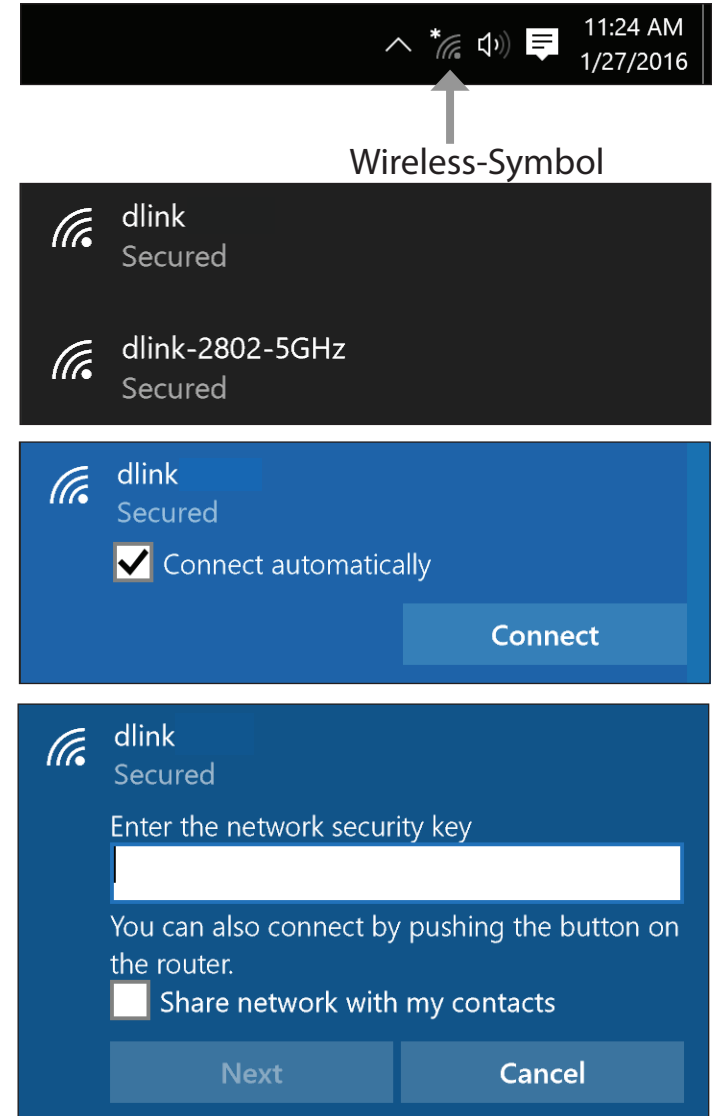 11:24 AM
1/27/2016
Wireless-Symbol
dlink
Secured
dlink-2802-5GHz
Secured
dlink
Secured
Connect automatically
Connect
dlink
Secured
Enter the network security key
You can also connect by pushing the button on
the router.
Share network with my contacts
Next Cancel